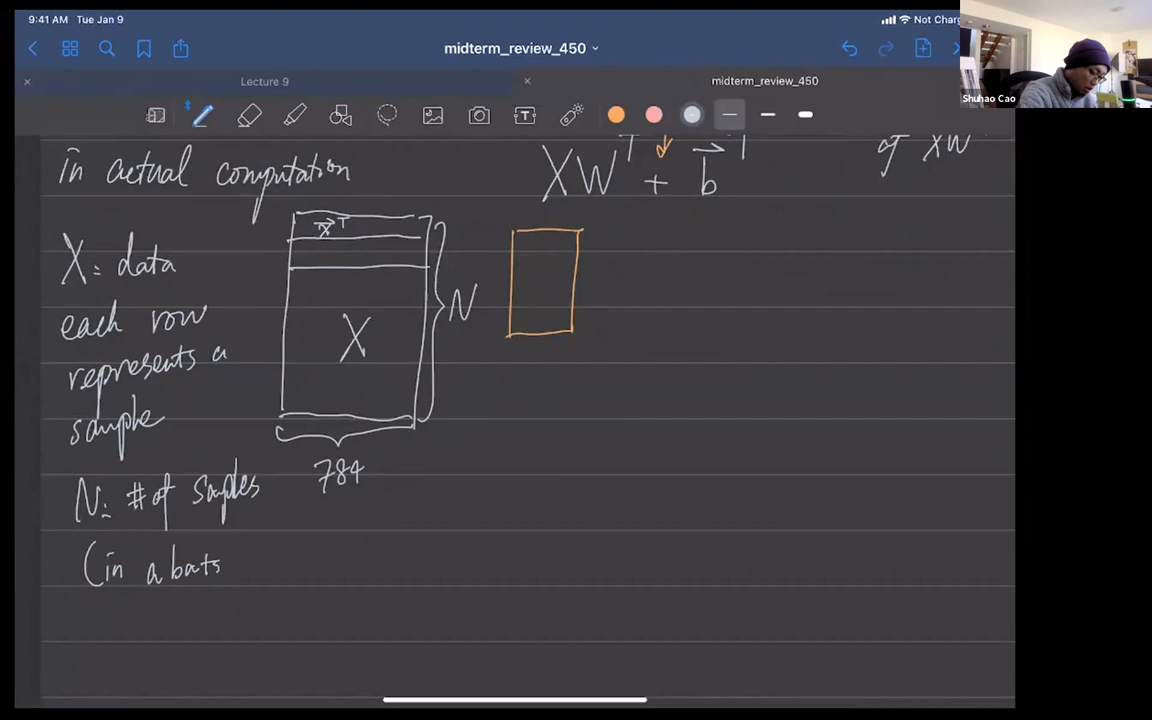 9:41 AM Tue Jan 9
Not Charg
midterm_review_450
Shuhao Cao
Lecture 9
midterm_review_450
In actual computation
XW^T + b^T
of XW
x^T
X = data
each row
represents a
sample
X
N
784
N: # of samples
(in a bats